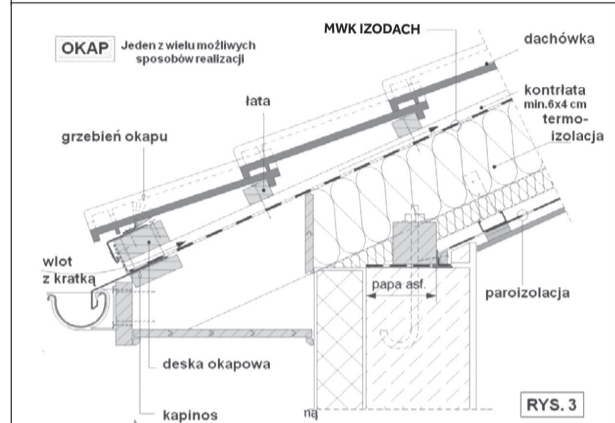 OKAP
Jeden z wielu możliwych
sposobów realizacji
MWK IZODACH
dachówka
kontrłata
min.6x4 cm
termo-
izolacja
łata
grzebień okapu
wlot
z kratką
papa asf.
paroizolacja
deska okapowa
kapinos
ną
RYS. 3